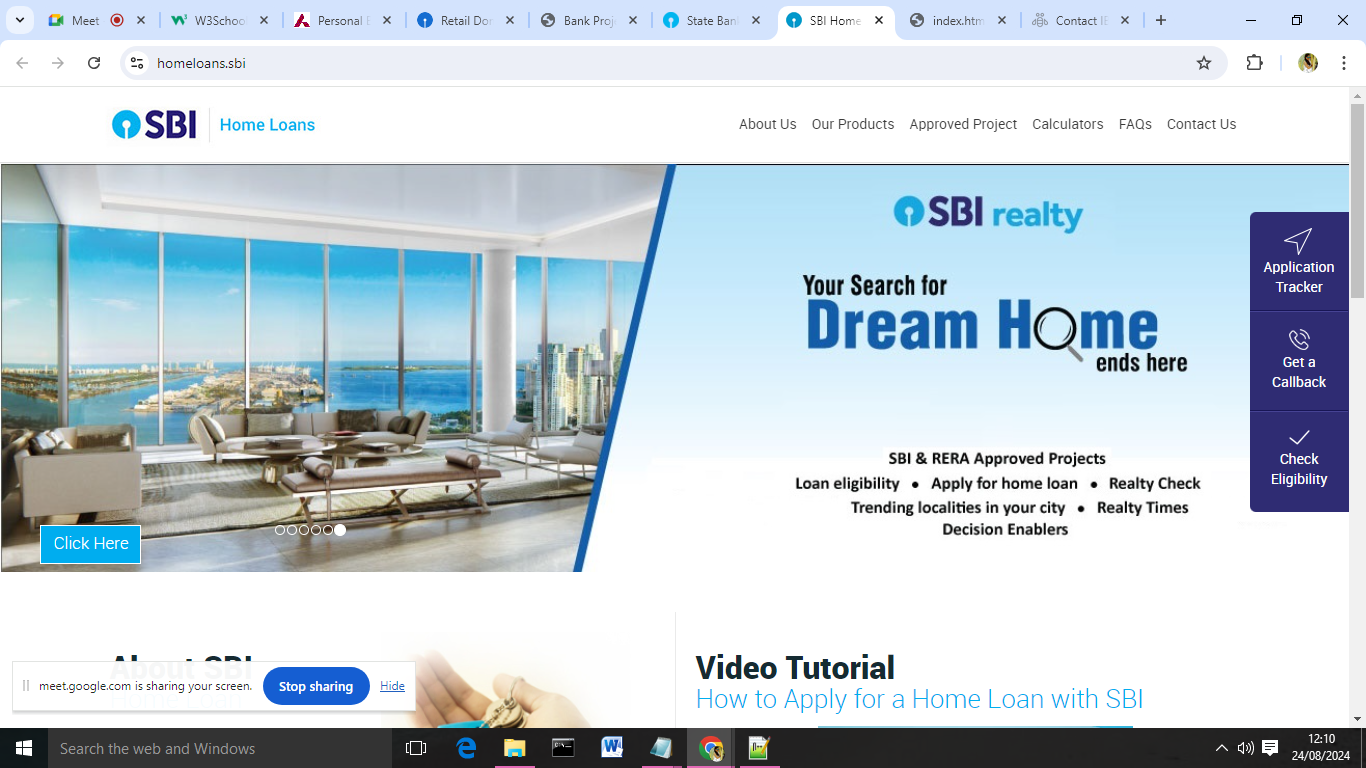 Meet
W3Schoo
Personal
Retail Dor
Bank Proj
State Ban
SBI Home
index.htm
Contact
homeloans.sbi
SBI
Home Loans
About Us
Our Products
Approved Project
Calculators
FAQs
Contact Us
SBI realty
Your Search for
Dream Home
ends here
SBI & RERA Approved Projects
Loan eligibility • Apply for home loan • Realty Check
Trending localities in your city • Realty Times
Decision Enablers
Application
Tracker
Get a
Callback
Check
Eligibility
Click Here
About SBI
Video Tutorial
How to Apply for a Home Loan with SBI
meet.google.com is sharing your screen.
Stop sharing
Hide
Search the web and Windows
12:10
24/08/2024